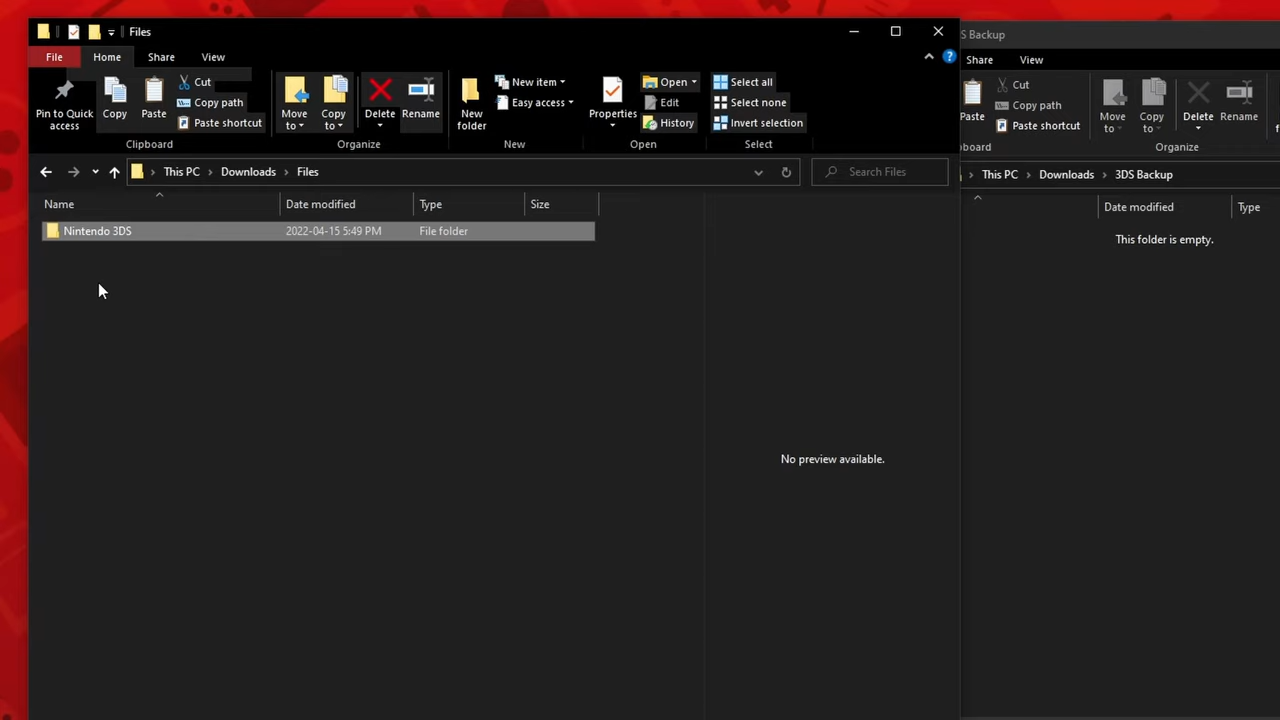 Files
File Home Share View
Pin to Quick access
Copy
Paste
Cut
Copy path
Paste shortcut
Clipboard
Move to
Copy to
Delete
Rename
Organize
New folder
New item
Easy access
New
Properties
Open
Edit
History
Open
Select all
Select none
Invert selection
Select
This PC Downloads Files
Search Files
Name Date modified Type Size
Nintendo 3DS 2022-04-15 5:49 PM File folder
No preview available.
S Backup
Share View
Paste
Cut
Copy path
Paste shortcut
board
Move to
Copy to
Delete
Rename
Organize
This PC Downloads 3DS Backup
Date modified Type
This folder is empty.